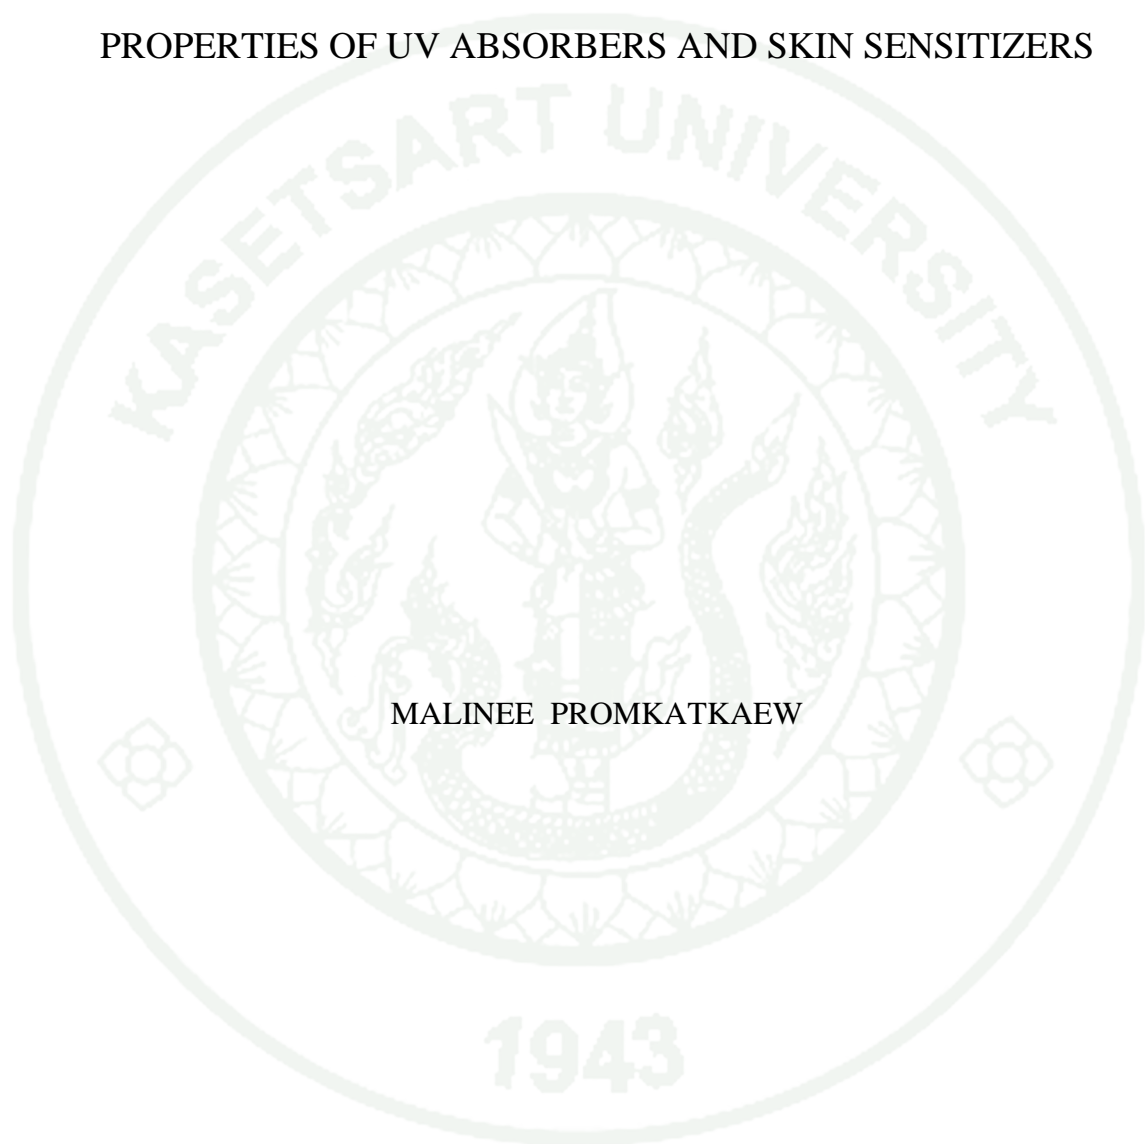 PROPERTIES OF UV ABSORBERS AND SKIN SENSITIZERS
KASETSART UNIVERSITY
MALINEE PROMKATKAEW
1943